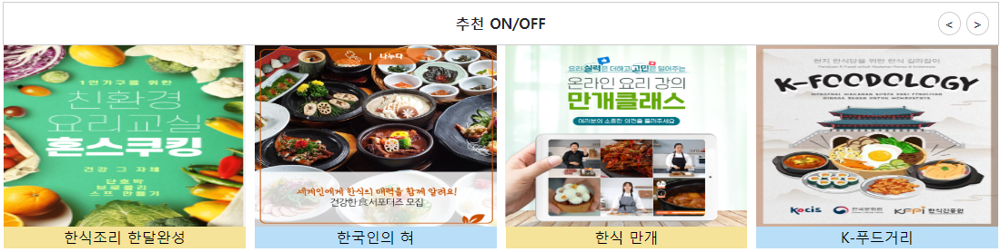 추천 ON/OFF
< >
1인가구를 위한
친환경
요리교실
혼스쿠킹
건강 그 자체
단호박
브로콜리
스프 만들기
한식조리 한달완성
나누다
세계인에게 한식의 매력을 함께 알려요!
건강한 食서포터즈 모집
한국인의 혀
요리 실력은 더해고 고민은 덜어주는
온라인 요리 강의
만개클래스
여러분의 소중한 의견을 들려주세요
한식 만개
현지 한식당을 위한 한식 길라잡이
K-FOODOLOGY
Kocis
한국문화원
KFPI 한식진흥원
K-푸드거리